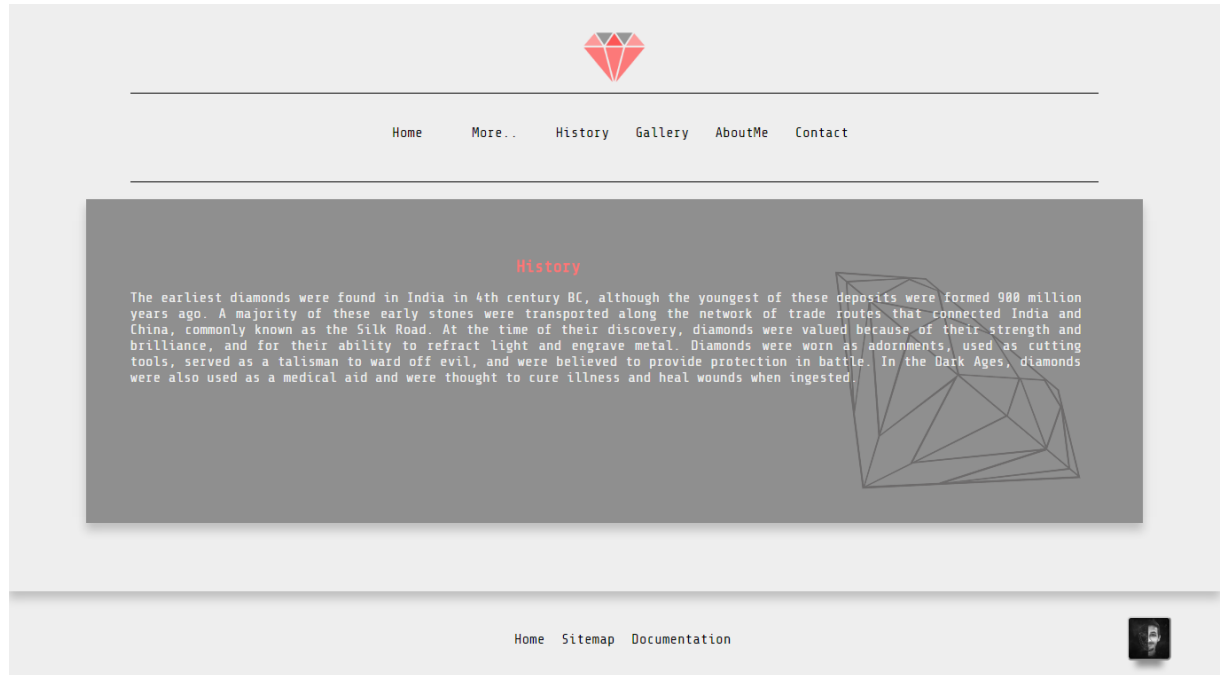 Home More.. History Gallery AboutMe Contact
History
The earliest diamonds were found in India in 4th century BC, although the youngest of these deposits were formed 900 million
years ago. A majority of these early stones were transported along the network of trade routes that connected India and
China, commonly known as the Silk Road. At the time of their discovery, diamonds were valued because of their strength and
brilliance, and for their ability to refract light and engrave metal. Diamonds were worn as adornments, used as cutting
tools, served as a talisman to ward off evil, and were believed to provide protection in battle. In the Dark Ages, diamonds
were also used as a medical aid and were thought to cure illness and heal wounds when ingested.
Home Sitemap Documentation